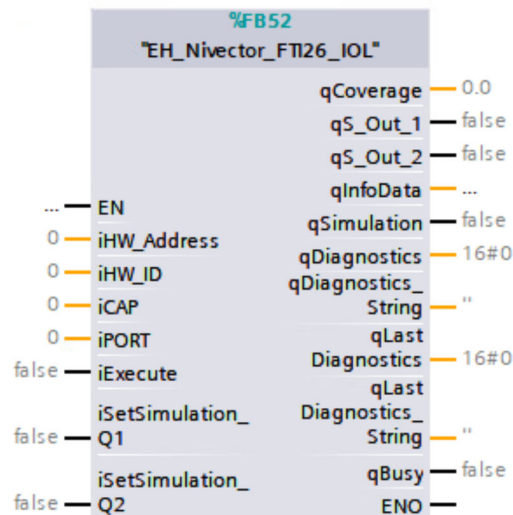 %FB52
"EH_Nivector_FTI26_IOL"
qCoverage 0.0
qS_Out_1 false
qS_Out_2 false
qInfoData ...
... EN
qSimulation false
0 iHW_Address
qDiagnostics 16#0
0 iHW_ID
qDiagnostics_
String ''
0 iCAP
0 iPORT
qLast
Diagnostics 16#0
false iExecute
qLast
Diagnostics_
String ''
iSetSimulation_
false Q1
qBusy false
iSetSimulation_
false Q2
ENO